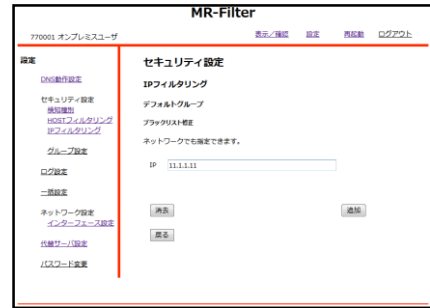 MR-Filter
770001 オンプレミスユーザ
表示／確認 設定 再起動 ログアウト
設定
DNS動作設定
セキュリティ設定
検知種別
HOSTフィルタリング
IPフィルタリング
グループ設定
ログ設定
一括設定
ネットワーク設定
インターフェース設定
代替サーバ設定
パスワード変更
セキュリティ設定
IPフィルタリング
デフォルトグループ
ブラックリスト修正
ネットワークでも指定できます。
IP 11.1.1.11
消去 追加
戻る